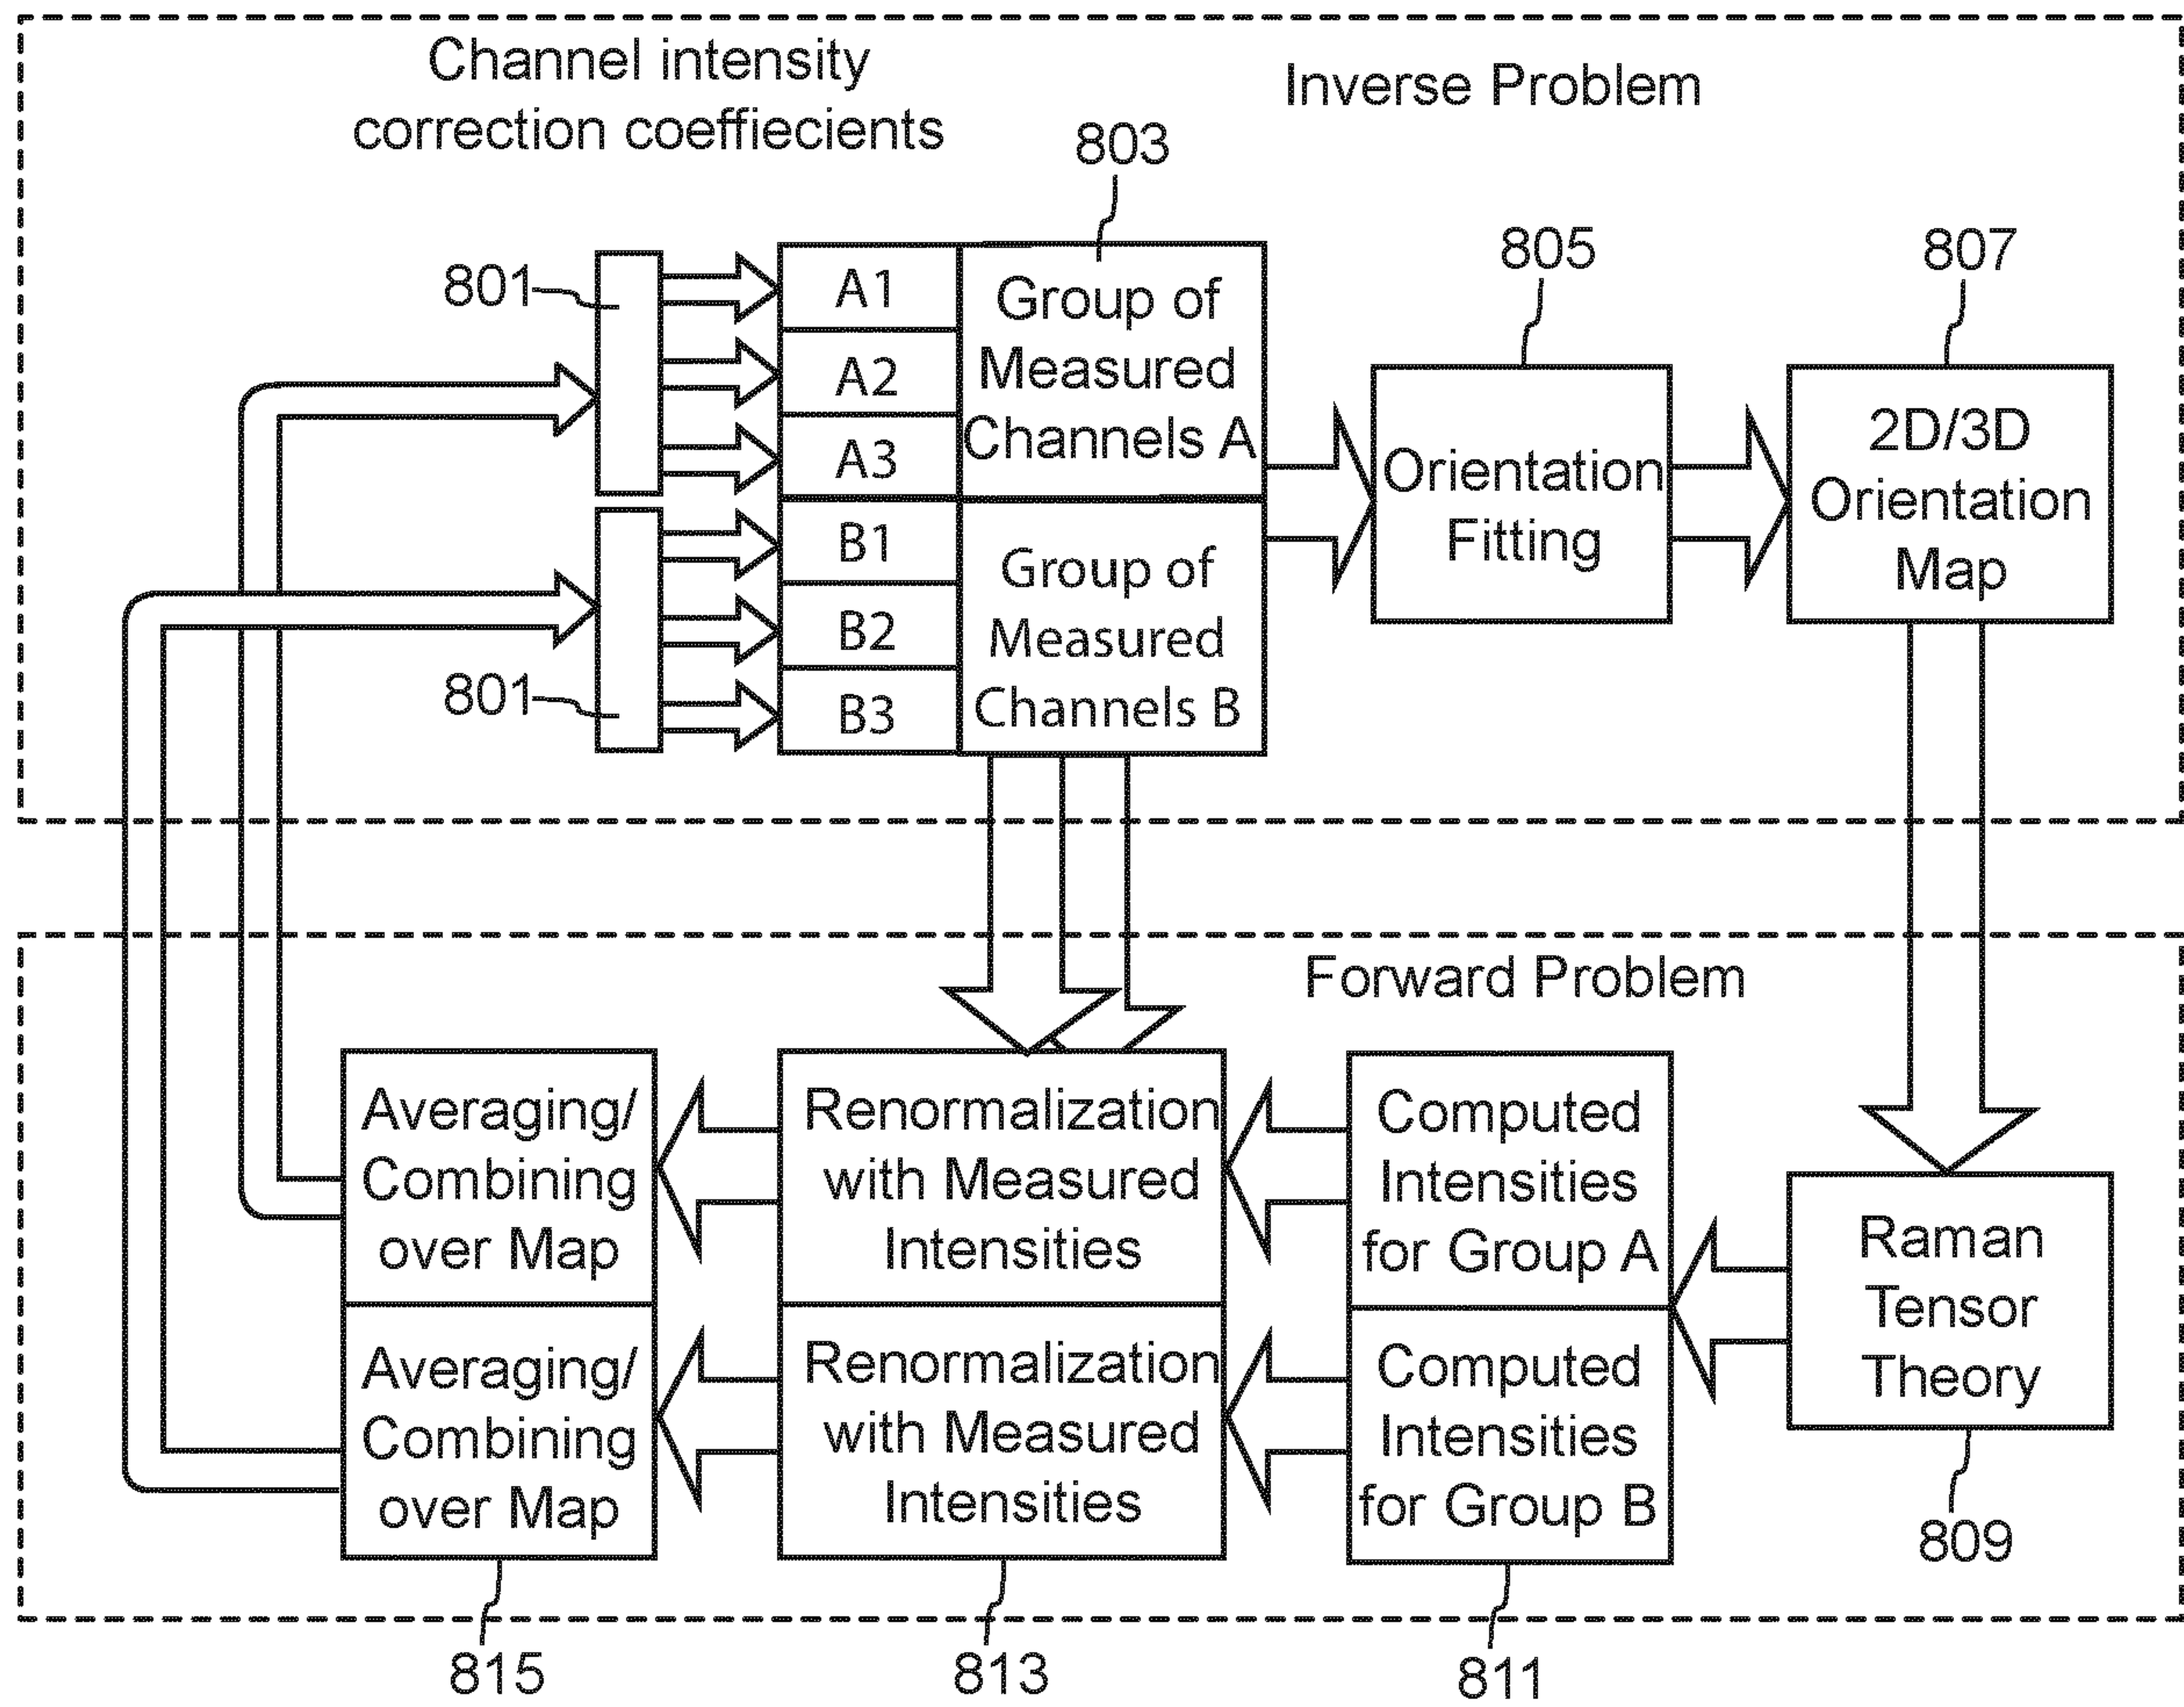 Channel intensity
correction coeffiecients
Inverse Problem
803
801
A1
A2
A3
Group of
Measured
Channels A
805
Orientation
Fitting
807
2D/3D
Orientation
Map
801
B1
B2
B3
Group of
Measured
Channels B
Forward Problem
Averaging/
Combining
over Map
Renormalization
with Measured
Intensities
Computed
Intensities
for Group A
Raman
Tensor
Theory
Averaging/
Combining
over Map
Renormalization
with Measured
Intensities
Computed
Intensities
for Group B
809
815
813
811